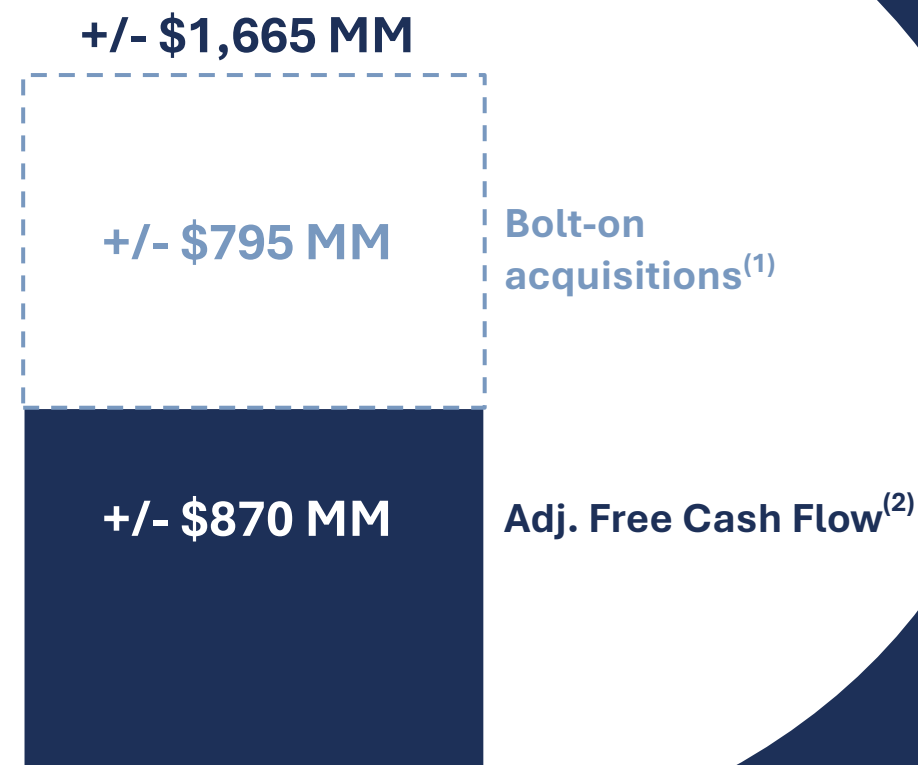 +/- $1,665 MM
+/- $795 MM
Bolt-on
acquisitions(1)
+/- $870 MM
Adj. Free Cash Flow(2)